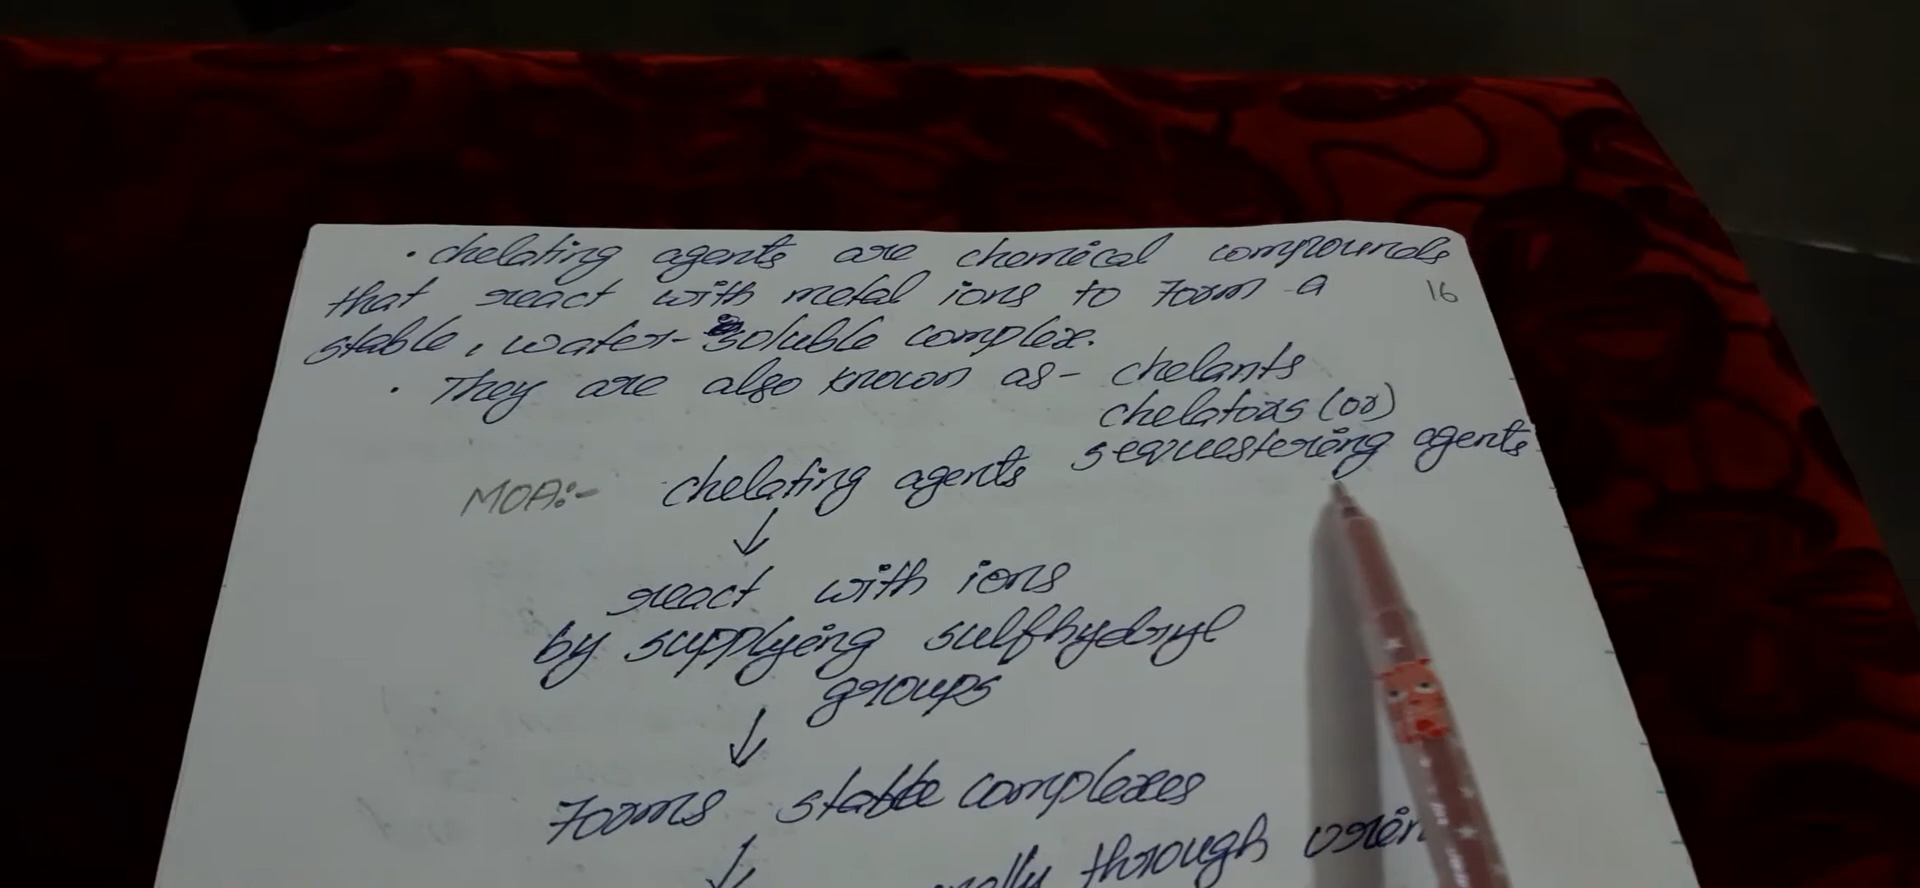 • chelating agents are chemical compounds
that react with metal ions to form a 16
stable, water-soluble complex.
• They are also known as - chelants
chelators (or)
sequestering agents
MOA:- chelating agents
↓
react with ions
by supplying sulfhydryl
groups
↓
Forms stable complexes
↓
through